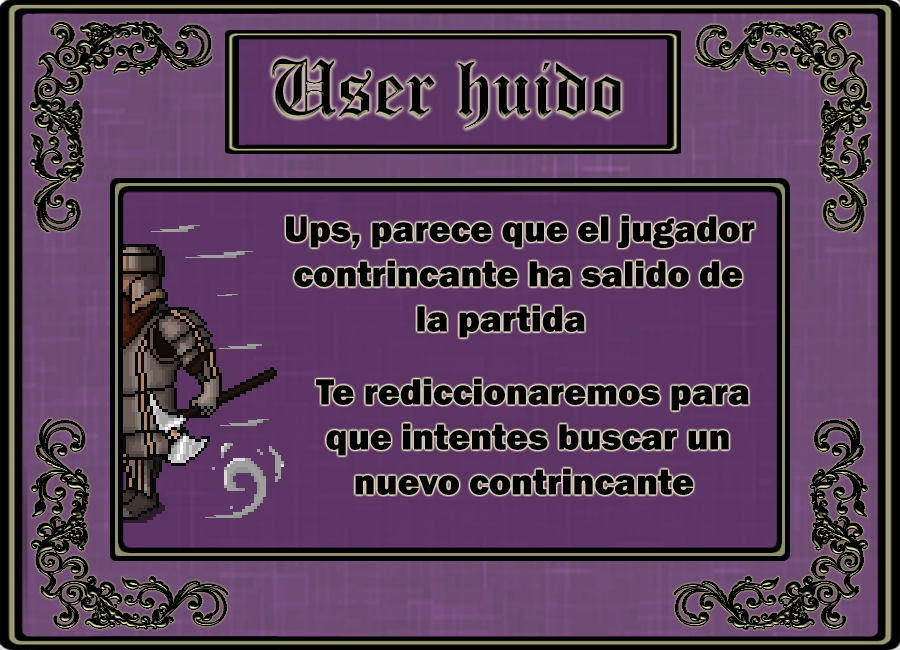 User huido
Ups, parece que el jugador
contrincante ha salido de
la partida
Te rediccionaremos para
que intentes buscar un
nuevo contrincante